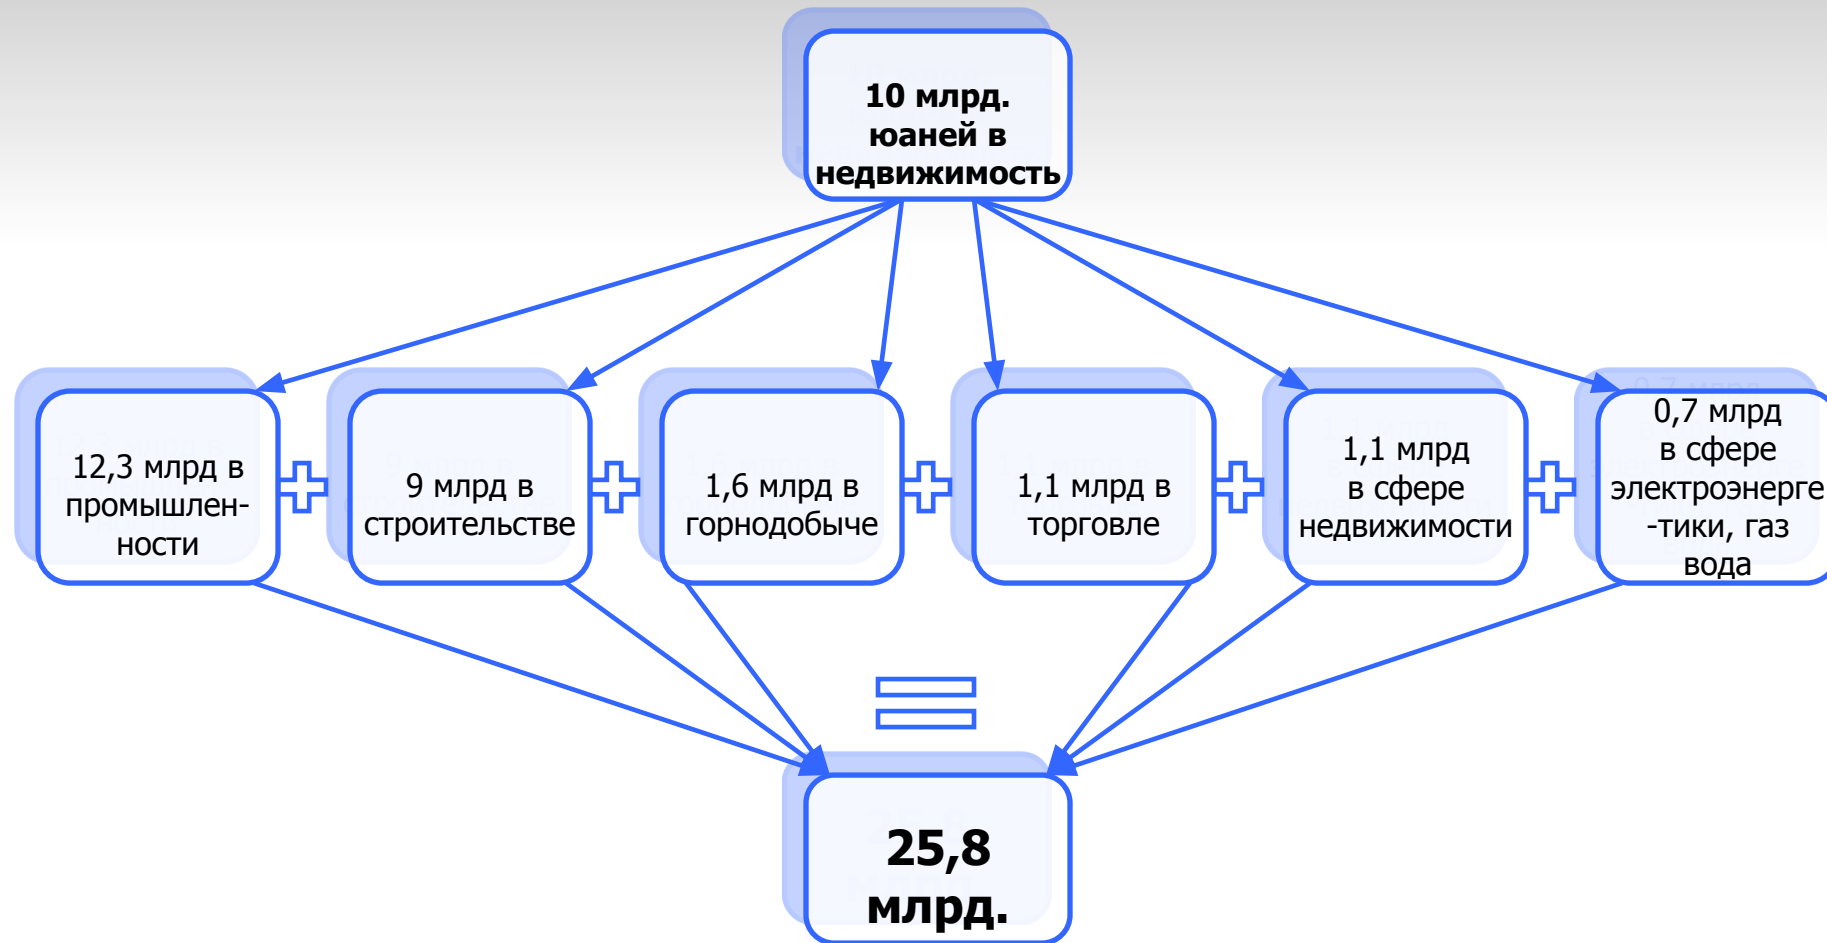 10 млрд.
юаней в
недвижимость
12,3 млрд в
промышлен-
ности
9 млрд в
строительстве
1,6 млрд в
горнодобыче
1,1 млрд в
торговле
1,1 млрд
в сфере
недвижимости
0,7 млрд
в сфере
электроэнерге
-тики, газ
вода
25,8
млрд.